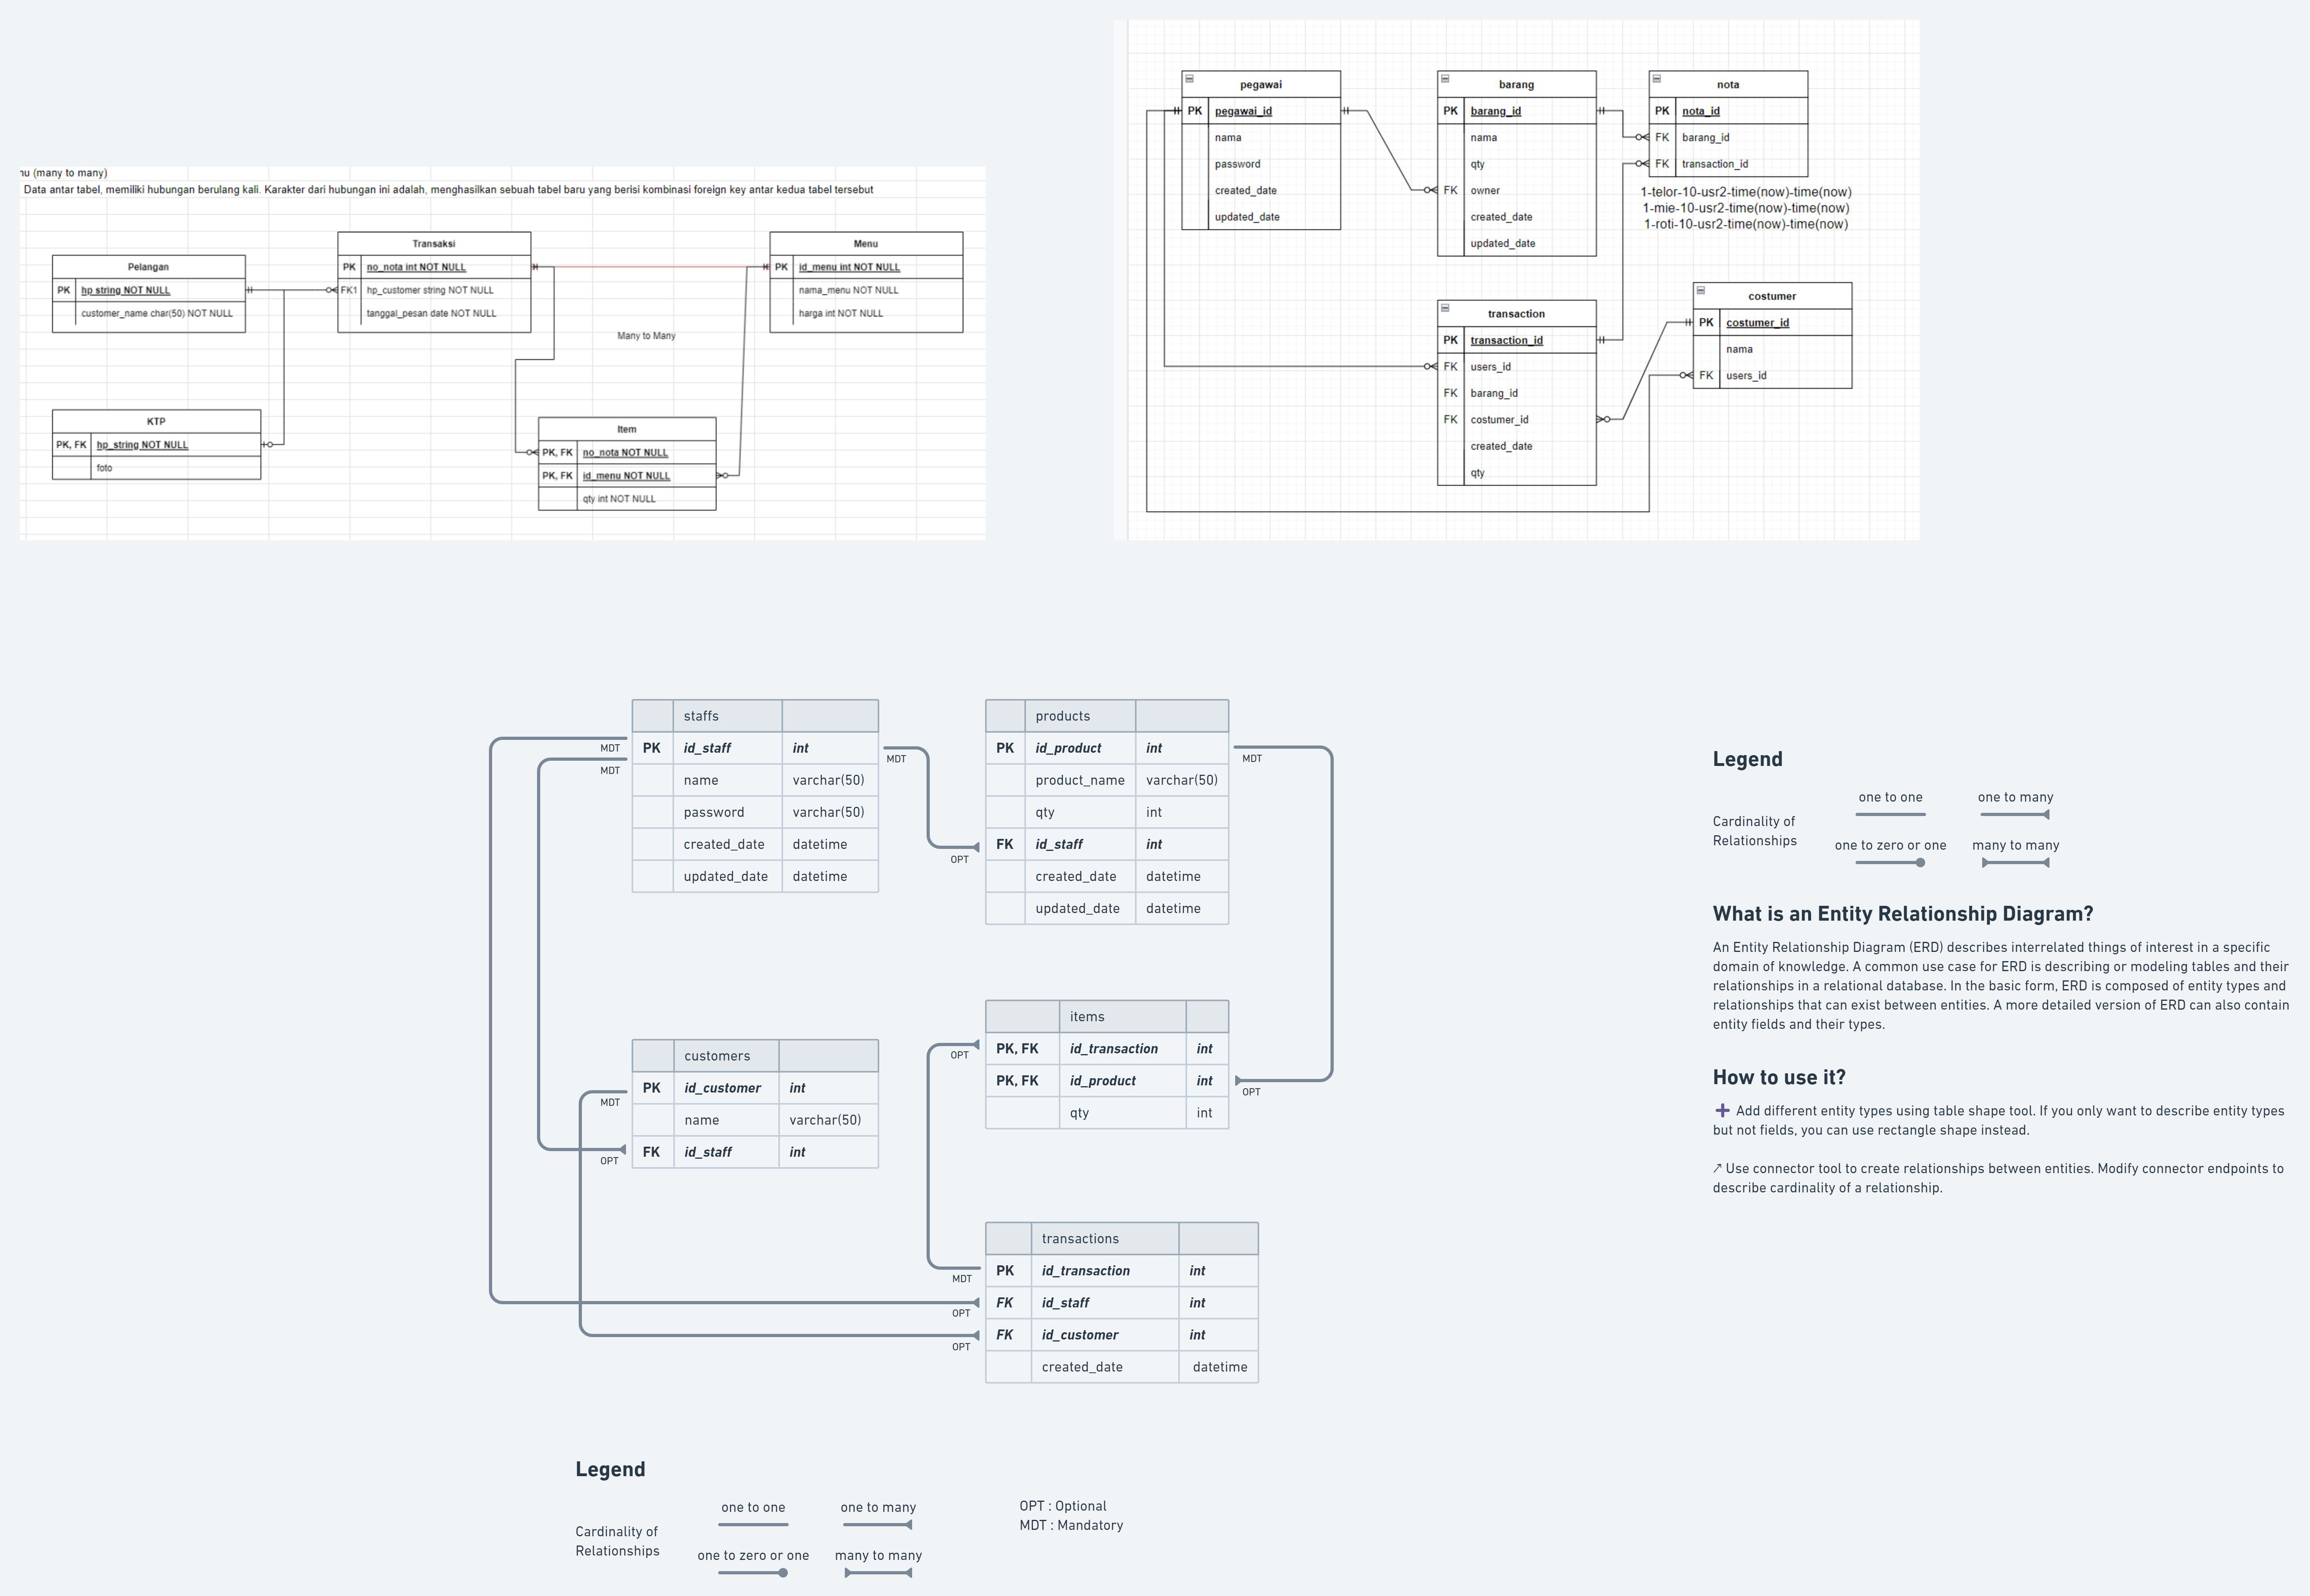 nu (many to many)
Data antar tabel, memiliki hubungan berulang kali. Karakter dari hubungan ini adalah, menghasilkan sebuah tabel baru yang berisi kombinasi foreign key antar kedua tabel tersebut
Pelangan
PK hp string NOT NULL
customer_name char(50) NOT NULL
Transaksi
PK no_nota int NOT NULL
FK1 hp_customer string NOT NULL
tanggal_pesan date NOT NULL
Menu
PK id_menu int NOT NULL
nama_menu NOT NULL
harga int NOT NULL
Many to Many
KTP
PK, FK hp_string NOT NULL
foto
Item
PK, FK no_nota NOT NULL
PK, FK id_menu NOT NULL
qty int NOT NULL
pegawai
PK pegawai_id
nama
password
created_date
updated_date
barang
PK barang_id
nama
qty
FK owner
created_date
updated_date
nota
PK nota_id
FK barang_id
FK transaction_id
1-telor-10-usr2-time(now)-time(now)
1-mie-10-usr2-time(now)-time(now)
1-roti-10-usr2-time(now)-time(now)
transaction
PK transaction_id
FK users_id
FK barang_id
FK costumer_id
created_date
qty
costumer
PK costumer_id
nama
FK users_id
staffs
PK id_staff int
name varchar(50)
password varchar(50)
created_date datetime
updated_date datetime
MDT
MDT
MDT
OPT
products
PK id_product int
product_name varchar(50)
qty int
FK id_staff int
created_date datetime
updated_date datetime
MDT
customers
PK id_customer int
name varchar(50)
FK id_staff int
MDT
OPT
items
PK, FK id_transaction int
PK, FK id_product int
qty int
OPT
OPT
transactions
PK id_transaction int
FK id_staff int
FK id_customer int
created_date datetime
MDT
OPT
OPT
Legend
one to one one to many
Cardinality of
Relationships
one to zero or one many to many
What is an Entity Relationship Diagram?
An Entity Relationship Diagram (ERD) describes interrelated things of interest in a specific
domain of knowledge. A common use case for ERD is describing or modeling tables and their
relationships in a relational database. In the basic form, ERD is composed of entity types and
relationships that can exist between entities. A more detailed version of ERD can also contain
entity fields and their types.
How to use it?
➕ Add different entity types using table shape tool. If you only want to describe entity types
but not fields, you can use rectangle shape instead.
↗ Use connector tool to create relationships between entities. Modify connector endpoints to
describe cardinality of a relationship.
Legend
one to one one to many
Cardinality of
Relationships
one to zero or one many to many
OPT : Optional
MDT : Mandatory